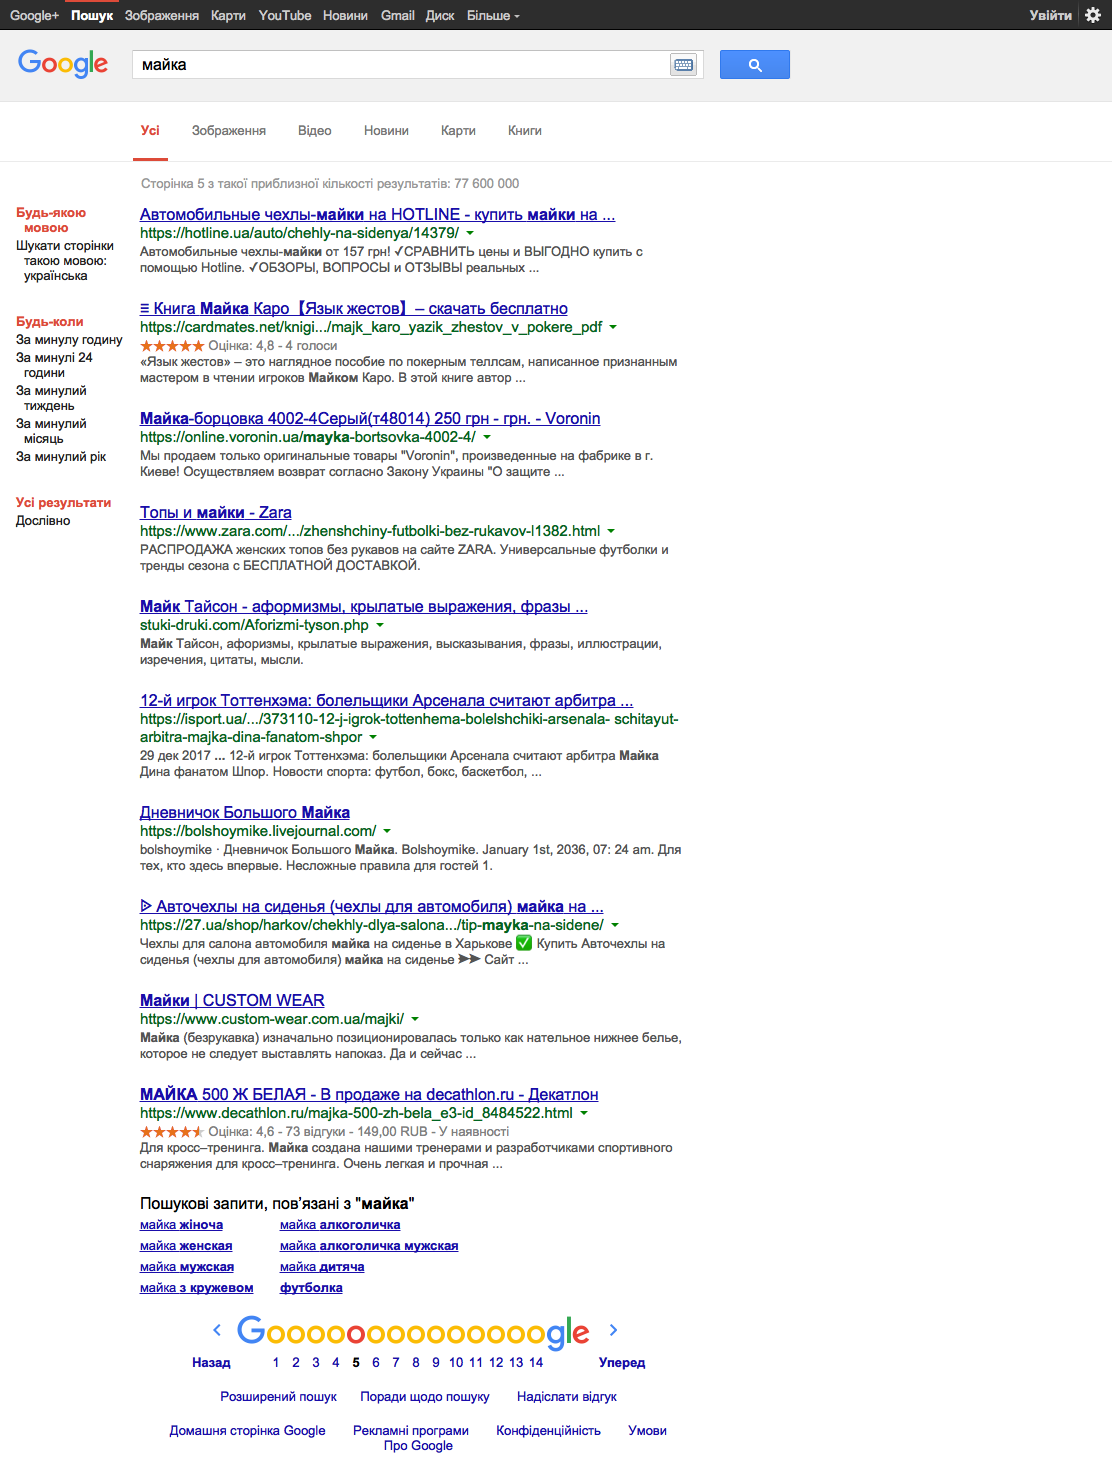 Google+ Пошук Зображення Карти YouTube Новини Gmail Диск Більше Увійти
Google майка
Усі Зображення Відео Новини Карти Книги
Сторінка 5 з такої приблизної кількості результатів: 77 600 000
Будь-якою
мовою
Шукати сторінки
такою мовою:
українська
Будь-коли
За минулу годину
За минулі 24
години
За минулий
тиждень
За минулий
місяць
За минулий рік
Усі результати
Дослівно
Автомобильные чехлы-майки на HOTLINE - купить майки на ...
https://hotline.ua/auto/chehly-na-sidenya/14379/
Автомобильные чехлы-майки от 157 грн! ✓СРАВНИТЬ цены и ВЫГОДНО купить с
помощью Hotline. ✓ОБЗОРЫ, ВОПРОСЫ и ОТЗЫВЫ реальных ...
≡ Книга Майка Каро【Язык жестов】– скачать бесплатно
https://cardmates.net/knigi.../majk_karo_yazik_zhestov_v_pokere_pdf
Оцінка: 4,8 - 4 голоси
«Язык жестов» – это наглядное пособие по покерным теллсам, написанное признанным
мастером в чтении игроков Майком Каро. В этой книге автор ...
Майка-борцовка 4002-4Серый(т48014) 250 грн - грн. - Voronin
https://online.voronin.ua/mayka-bortsovka-4002-4/
Мы продаем только оригинальные товары "Voronin", произведенные на фабрике в г.
Киеве! Осуществляем возврат согласно Закону Украины "О защите ...
Топы и майки - Zara
https://www.zara.com/.../zhenshchiny-futbolki-bez-rukavov-l1382.html
РАСПРОДАЖА женских топов без рукавов на сайте ZARA. Универсальные футболки и
тренды сезона с БЕСПЛАТНОЙ ДОСТАВКОЙ.
Майк Тайсон - аформизмы, крылатые выражения, фразы ...
stuki-druki.com/Aforizmi-tyson.php
Майк Тайсон, афоризмы, крылатые выражения, высказывания, фразы, иллюстрации,
изречения, цитаты, мысли.
12-й игрок Тоттенхэма: болельщики Арсенала считают арбитра ...
https://isport.ua/.../373110-12-j-igrok-tottenhema-bolelshchiki-arsenala- schitayut-
arbitra-majka-dina-fanatom-shpor
29 дек 2017 ... 12-й игрок Тоттенхэма: болельщики Арсенала считают арбитра Майка
Дина фанатом Шпор. Новости спорта: футбол, бокс, баскетбол, ...
Дневничок Большого Майка
https://bolshoymike.livejournal.com/
bolshoymike · Дневничок Большого Майка. Bolshoymike. January 1st, 2036, 07: 24 am. Для
тех, кто здесь впервые. Несложные правила для гостей 1.
ᐉ Авточехлы на сиденья (чехлы для автомобиля) майка на ...
https://27.ua/shop/harkov/chekhly-dlya-salona.../tip-mayka-na-sidene/
Чехлы для салона автомобиля майка на сиденье в Харькове ✅ Купить Авточехлы на
сиденья (чехлы для автомобиля) майка на сиденье ➤➤ Сайт ...
Майки | CUSTOM WEAR
https://www.custom-wear.com.ua/majki/
Майка (безрукавка) изначально позиционировалась только как нательное нижнее белье,
которое не следует выставлять напоказ. Да и сейчас ...
МАЙКА 500 Ж БЕЛАЯ - В продаже на decathlon.ru - Декатлон
https://www.decathlon.ru/majka-500-zh-bela_e3-id_8484522.html
Оцінка: 4,6 - 73 відгуки - 149,00 RUB - У наявності
Для кросс–тренинга. Майка создана нашими тренерами и разработчиками спортивного
снаряжения для кросс–тренинга. Очень легкая и прочная ...
Пошукові запити, пов’язані з "майка"
майка жіноча майка алкоголичка
майка женская майка алкоголичка мужская
майка мужская майка дитяча
майка з кружевом футболка
Goooooooooooooogle
Назад 1 2 3 4 5 6 7 8 9 10 11 12 13 14 Уперед
Розширений пошук Поради щодо пошуку Надіслати відгук
Домашня сторінка Google Рекламні програми Конфіденційність Умови
Про Google